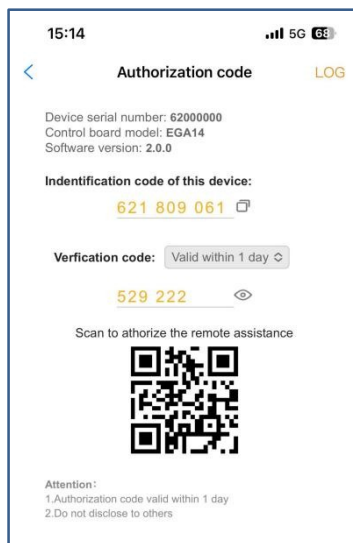 15:14 5G 68
Authorization code LOG
Device serial number: 62000000
Control board model: EGA14
Software version: 2.0.0
Indentification code of this device:
621 809 061
Verfication code: Valid within 1 day
529 222
Scan to athorize the remote assistance
Attention:
1.Authorization code valid within 1 day
2.Do not disclose to others